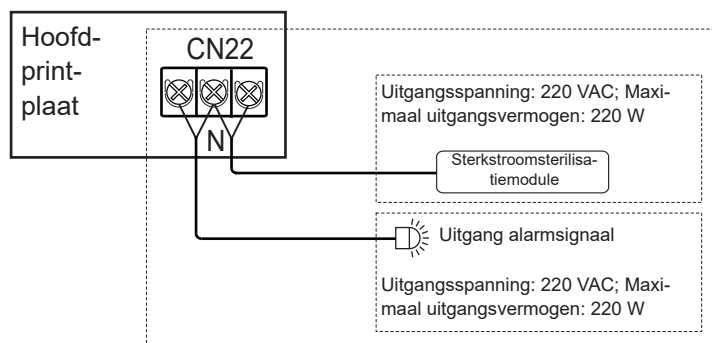 Hoofd-
print-
plaat
CN22
N
Uitgangsspanning: 220 VAC; Maxi-
maal uitgangsvermogen: 220 W
Sterkstroomsterilisa-
tiemodule
Uitgang alarmsignaal
Uitgangsspanning: 220 VAC; Maxi-
maal uitgangsvermogen: 220 W